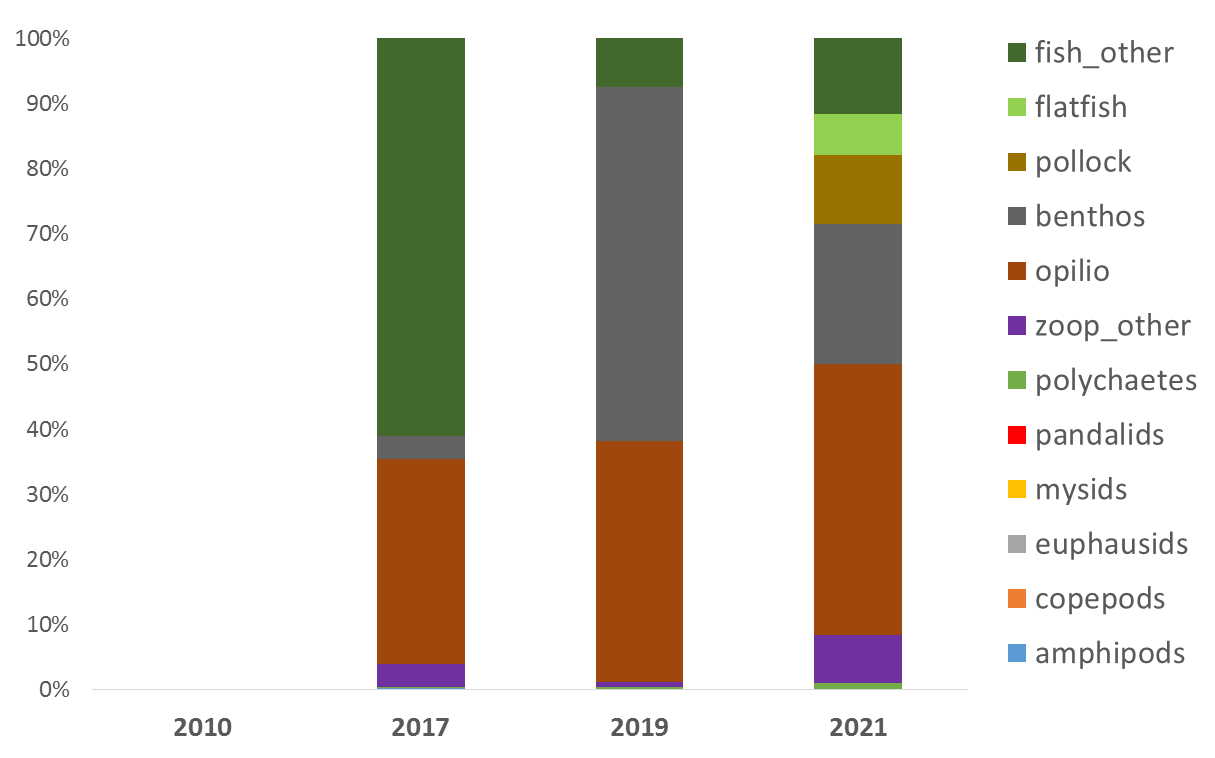 100%
90%
80%
70%
60%
50%
40%
30%
20%
10%
0%
2010 2017 2019 2021
fish_other
flatfish
pollock
benthos
opilio
zoop_other
polychaetes
pandalids
mysids
euphausids
copepods
amphipods